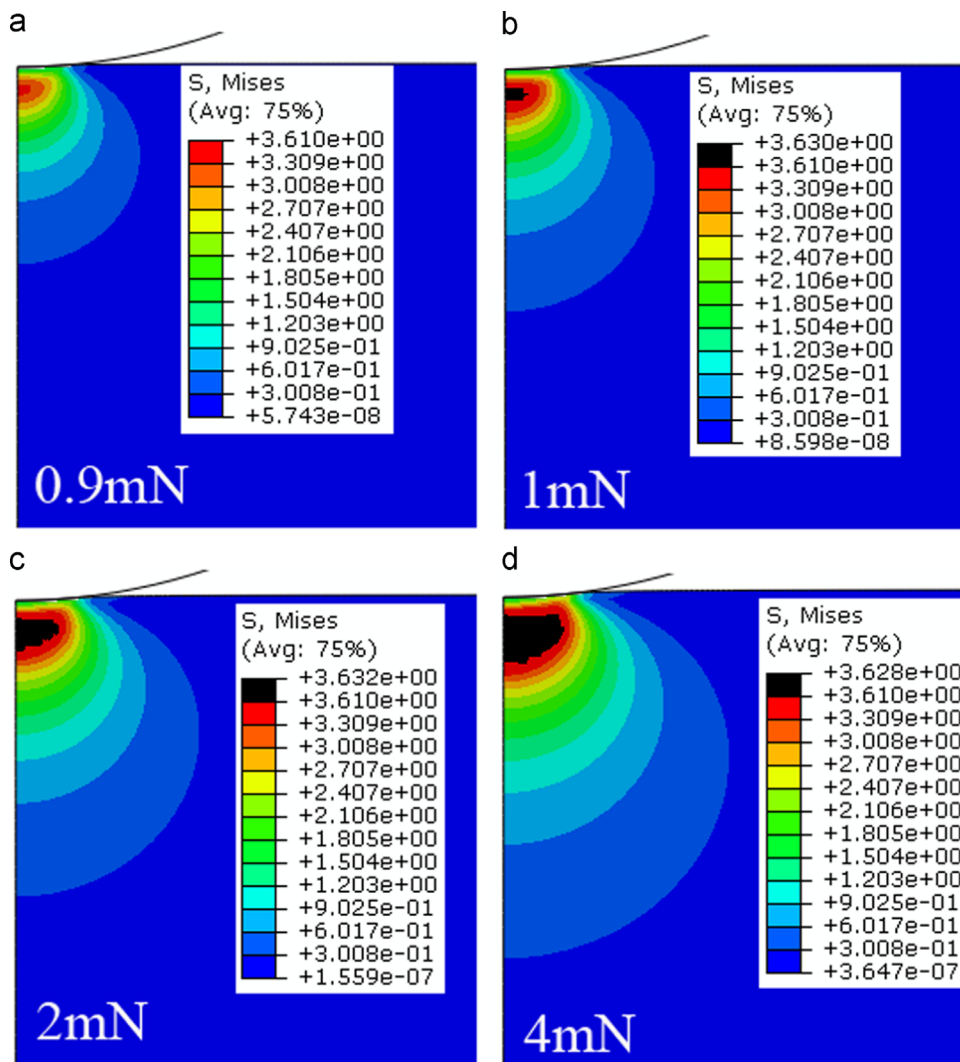 a
S, Mises
(Avg: 75%)
+3.610e+00
+3.309e+00
+3.008e+00
+2.707e+00
+2.407e+00
+2.106e+00
+1.805e+00
+1.504e+00
+1.203e+00
+9.025e-01
+6.017e-01
+3.008e-01
+5.743e-08
0.9mN
b
S, Mises
(Avg: 75%)
+3.630e+00
+3.610e+00
+3.309e+00
+3.008e+00
+2.707e+00
+2.407e+00
+2.106e+00
+1.805e+00
+1.504e+00
+1.203e+00
+9.025e-01
+6.017e-01
+3.008e-01
+8.598e-08
1mN
c
S, Mises
(Avg: 75%)
+3.632e+00
+3.610e+00
+3.309e+00
+3.008e+00
+2.707e+00
+2.407e+00
+2.106e+00
+1.805e+00
+1.504e+00
+1.203e+00
+9.025e-01
+6.017e-01
+3.008e-01
+1.559e-07
2mN
d
S, Mises
(Avg: 75%)
+3.628e+00
+3.610e+00
+3.309e+00
+3.008e+00
+2.707e+00
+2.407e+00
+2.106e+00
+1.805e+00
+1.504e+00
+1.203e+00
+9.025e-01
+6.017e-01
+3.008e-01
+3.647e-07
4mN